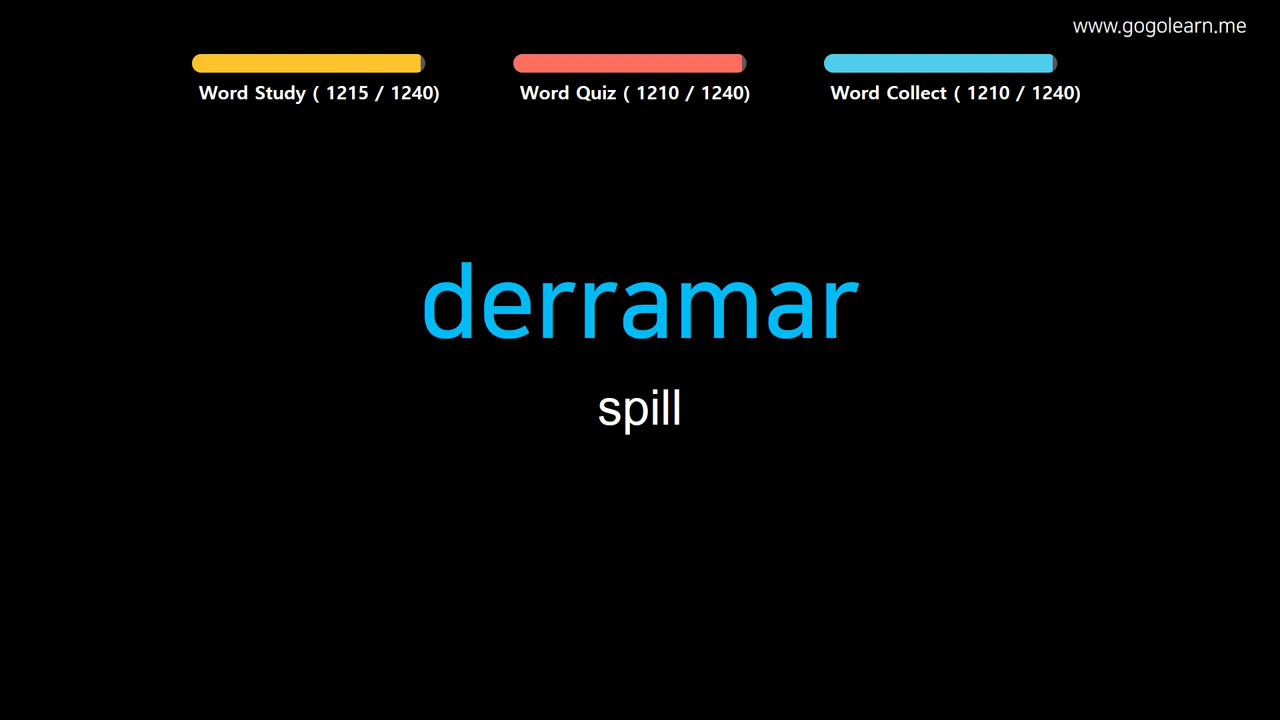 www.gogolearn.me
Word Study ( 1215 / 1240)
Word Quiz ( 1210 / 1240)
Word Collect ( 1210 / 1240)
derramar
spill